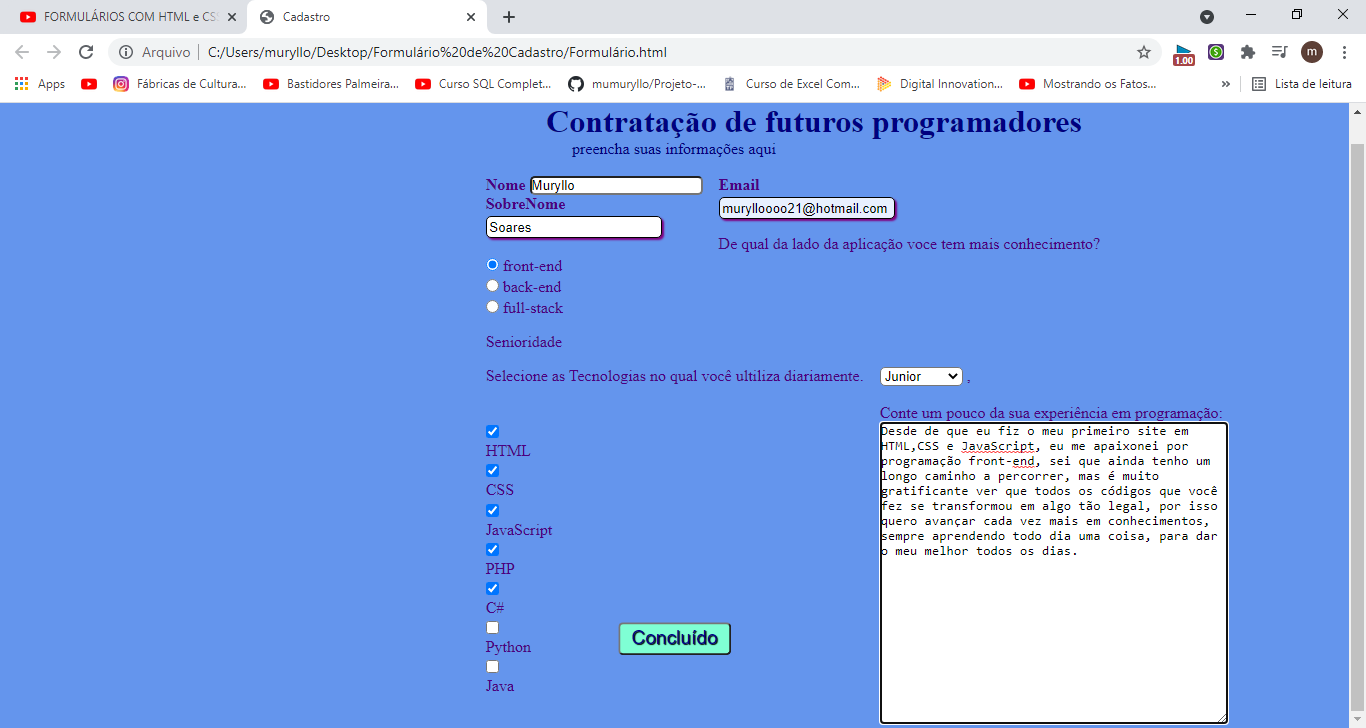 FORMULÁRIOS COM HTML e CS
Cadastro
Arquivo
C:/Users/muryllo/Desktop/Formulário%20de%20Cadastro/Formulário.html
1.00
m
Apps
Fábricas de Cultura...
Bastidores Palmeira...
Curso SQL Complet...
mumuryllo/Projeto-...
Curso de Excel Com...
Digital Innovation...
Mostrando os Fatos...
»
Lista de leitura
Contratação de futuros programadores
preencha suas informações aqui
Nome Muryllo
SobreNome
Soares
Email
murylloooo21@hotmail.com
De qual da lado da aplicação voce tem mais conhecimento?
front-end
back-end
full-stack
Senioridade
Selecione as Tecnologias no qual você ultiliza diariamente.
Junior ,
HTML
CSS
JavaScript
PHP
C#
Python
Java
Conte um pouco da sua experiência em programação:
Desde de que eu fiz o meu primeiro site em
HTML,CSS e JavaScript, eu me apaixonei por
programação front-end, sei que ainda tenho um
longo caminho a percorrer, mas é muito
gratificante ver que todos os códigos que você
fez se transformou em algo tão legal, por isso
quero avançar cada vez mais em conhecimentos,
sempre aprendendo todo dia uma coisa, para dar
o meu melhor todos os dias.
Concluído